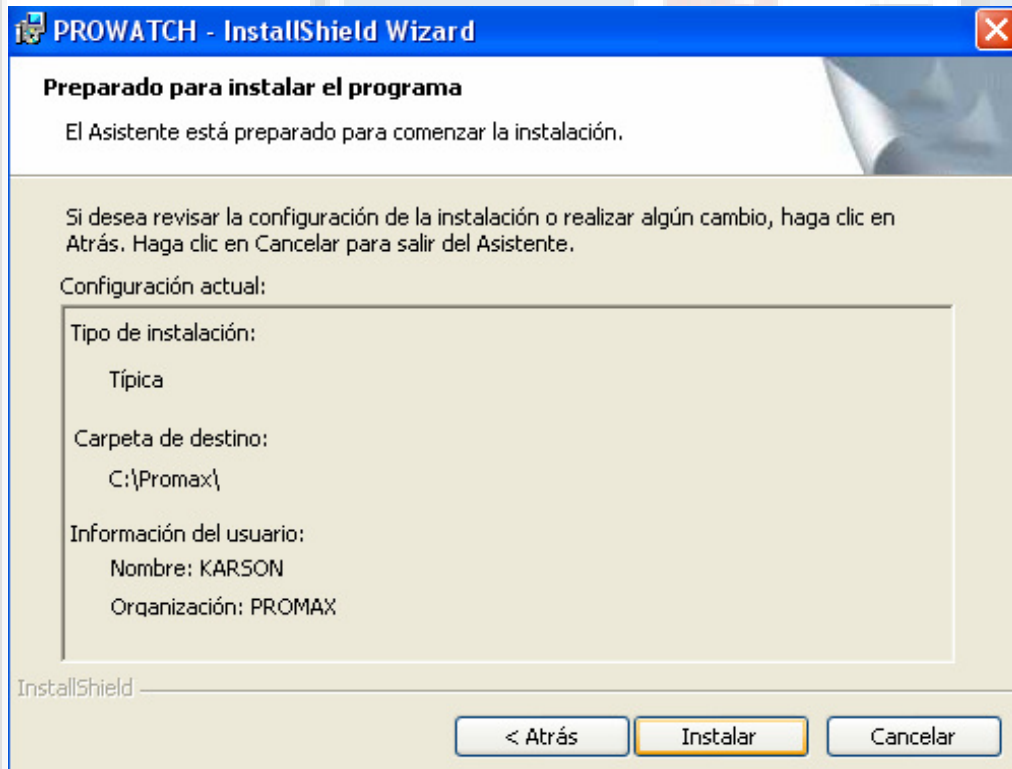 PROWATCH - InstallShield Wizard
Preparado para instalar el programa
El Asistente está preparado para comenzar la instalación.
Si desea revisar la configuración de la instalación o realizar algún cambio, haga clic en
Atrás. Haga clic en Cancelar para salir del Asistente.
Configuración actual:
Tipo de instalación:
Típica
Carpeta de destino:
C:\Promax\
Información del usuario:
Nombre: KARSON
Organización: PROMAX
InstallShield
< Atrás
Instalar
Cancelar